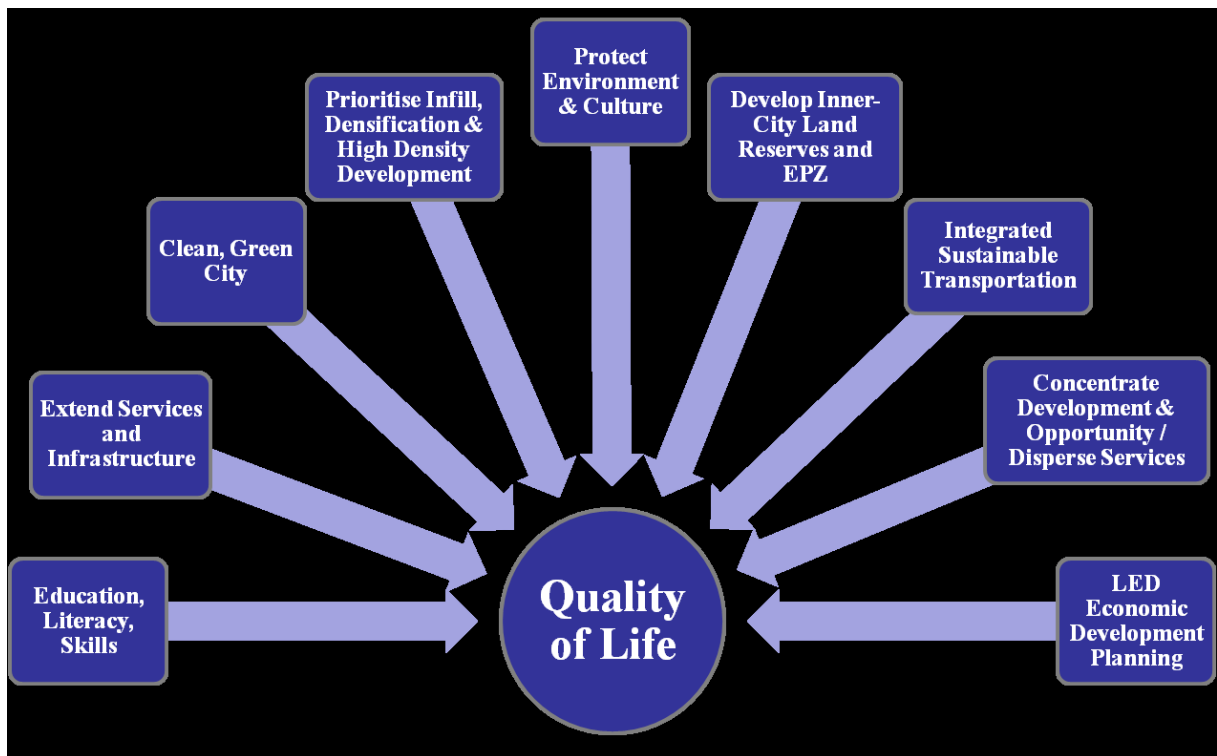 Education,
Literacy,
Skills
Extend Services
and
Infrastructure
Clean, Green
City
Prioritise Infill,
Densification &
High Density
Development
Protect
Environment
& Culture
Develop Inner-
City Land
Reserves and
EPZ
Integrated
Sustainable
Transportation
Concentrate
Development &
Opportunity /
Disperse Services
LED
Economic
Development
Planning
Quality
of Life